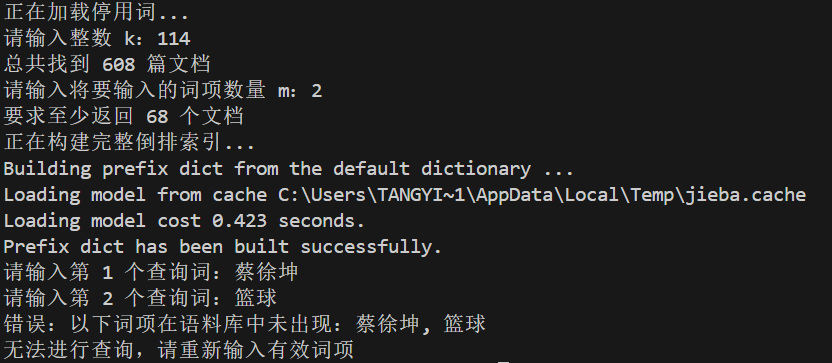 正在加载停用词...
请输入整数 k：114
总共找到 608 篇文档
请输入将要输入的词项数量 m：2
要求至少返回 68 个文档
正在构建完整倒排索引...
Building prefix dict from the default dictionary ...
Loading model from cache C:\Users\TANGYI~1\AppData\Local\Temp\jieba.cache
Loading model cost 0.423 seconds.
Prefix dict has been built successfully.
请输入第 1 个查询词：蔡徐坤
请输入第 2 个查询词：篮球
错误：以下词项在语料库中未出现：蔡徐坤, 篮球
无法进行查询，请重新输入有效词项